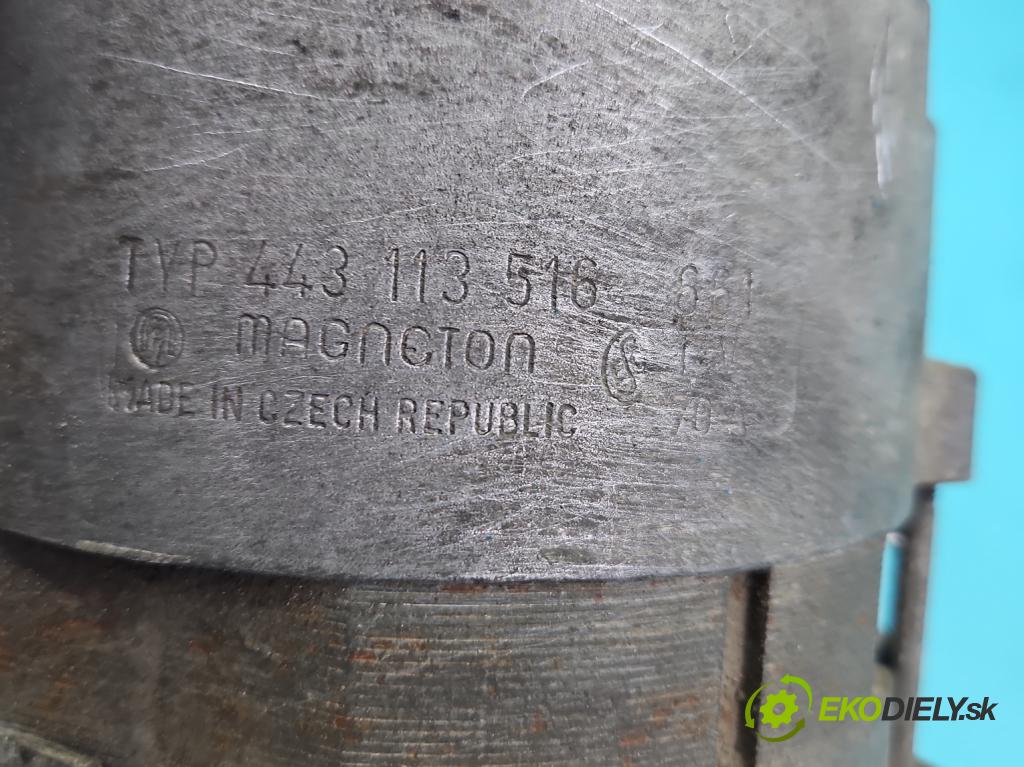 TYP 443 113 516
MAGNETON
MADE IN CZECH REPUBLIC
EKODIELY.sk